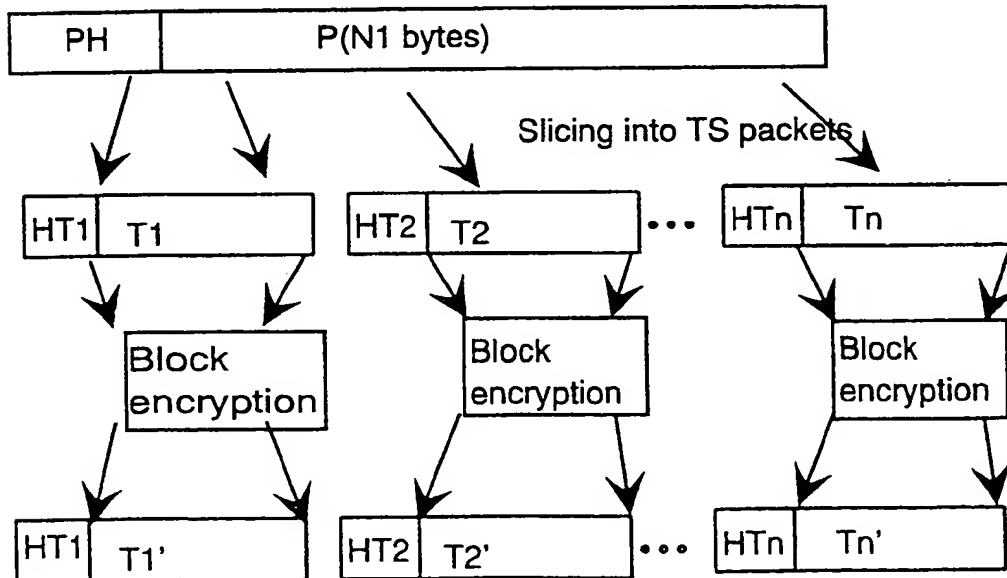 PH P(N1 bytes)
Slicing into TS packets
HT1 T1 HT2 T2 ••• HTn Tn
Block encryption
Block encryption
Block encryption
HT1 T1' HT2 T2' ••• HTn Tn'